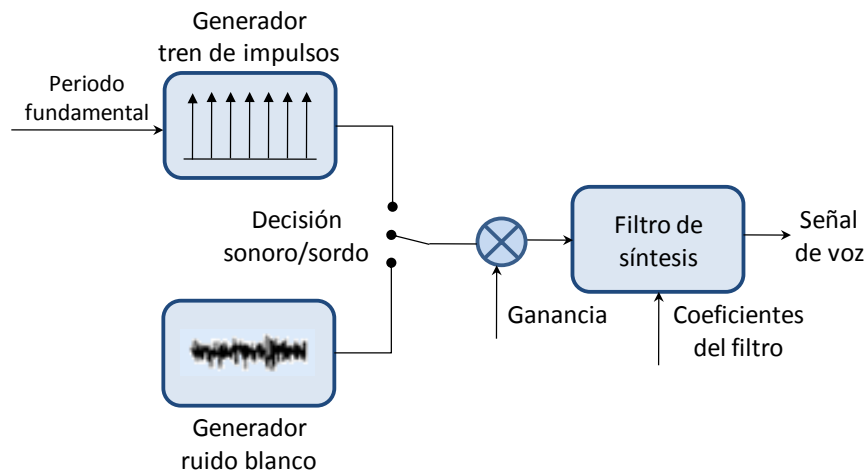 Generador
tren de impulsos
Periodo
fundamental
Decisión
sonoro/sordo
Filtro de
síntesis
Señal
de voz
Ganancia
Coeficientes
del filtro
Generador
ruido blanco